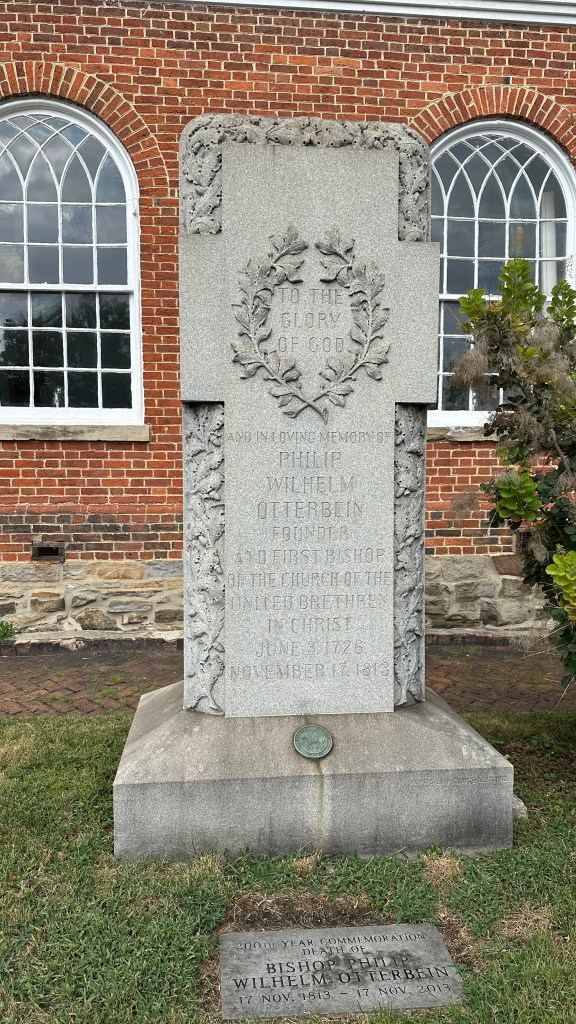 TO THE
GLORY
OF GOD
AND IN LOVING MEMORY OF
PHILIP
WILHELM
OTTERBEIN
FOUNDER
AND FIRST BISHOP
OF THE CHURCH OF THE
UNITED BRETHREN
IN CHRIST
JUNE 3, 1726
NOVEMBER 17, 1813
200TH YEAR COMMEMORATION
DEATH OF
BISHOP PHILIP
WILHELM OTTERBEIN
17 NOV. 1813 - 17 NOV. 2013